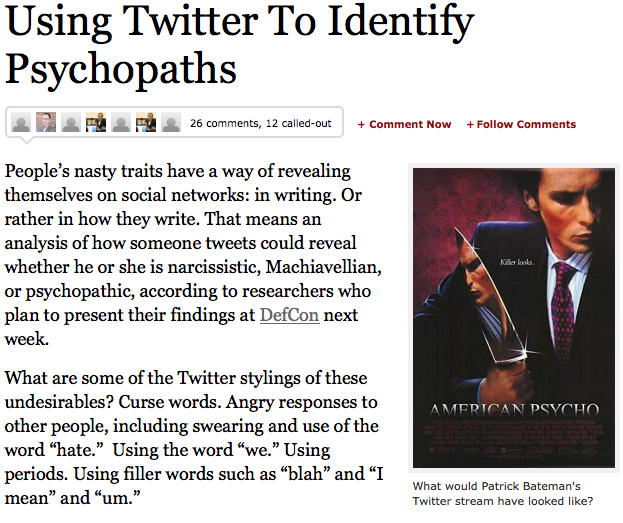 Using Twitter To Identify
Psychopaths
26 comments, 12 called-out
+ Comment Now
+ Follow Comments
People’s nasty traits have a way of revealing
themselves on social networks: in writing. Or
rather in how they write. That means an
analysis of how someone tweets could reveal
whether he or she is narcissistic, Machiavellian,
or psychopathic, according to researchers who
plan to present their findings at DefCon next
week.
What are some of the Twitter stylings of these
undesirables? Curse words. Angry responses to
other people, including swearing and use of the
word “hate.”  Using the word “we.” Using
periods. Using filler words such as “blah” and “I
mean” and “um.”
Killer looks.
AMERICAN PSYCHO
What would Patrick Bateman's
Twitter stream have looked like?